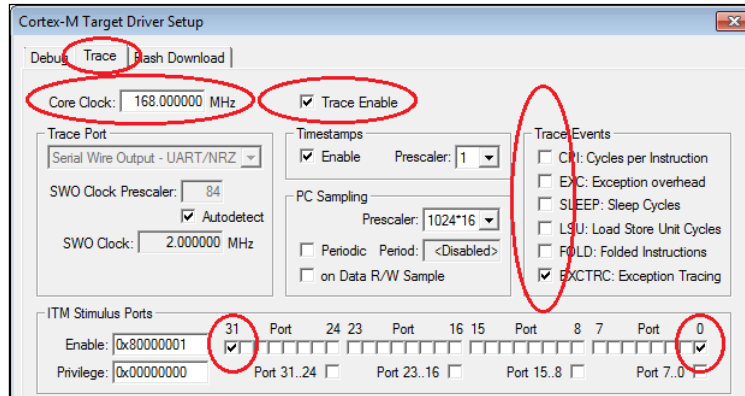 Cortex-M Target Driver Setup
Debug Trace Flash Download
Core Clock: 168.000000 MHz Trace Enable
Trace Port
Serial Wire Output - UART/NRZ
SWO Clock Prescaler: 84
Autodetect
SWO Clock: 2.000000 MHz
Timestamps
Enable Prescaler: 1
PC Sampling
Prescaler: 1024*16
Periodic Period: <Disabled>
on Data R/W Sample
Trace Events
CPI: Cycles per Instruction
EXC: Exception overhead
SLEEP: Sleep Cycles
LSU: Load Store Unit Cycles
FOLD: Folded Instructions
EXCTRC: Exception Tracing
ITM Stimulus Ports
31 Port 24 23 Port 16 15 Port 8 7 Port 0
Enable: 0x80000001
Privilege: 0x00000000 Port 31..24 Port 23..16 Port 15..8 Port 7..0